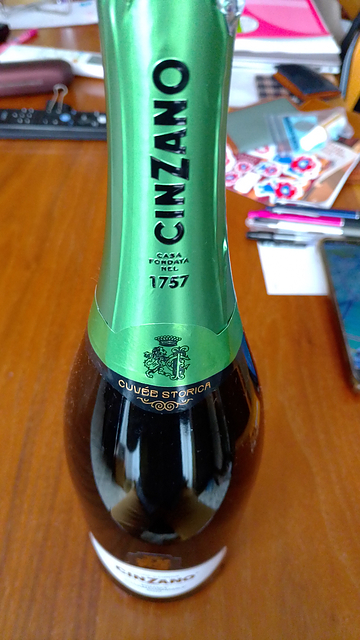 CINZANO
CASA
FONDATA
NEL
1757
CUVÉE STORICA
CINZANO